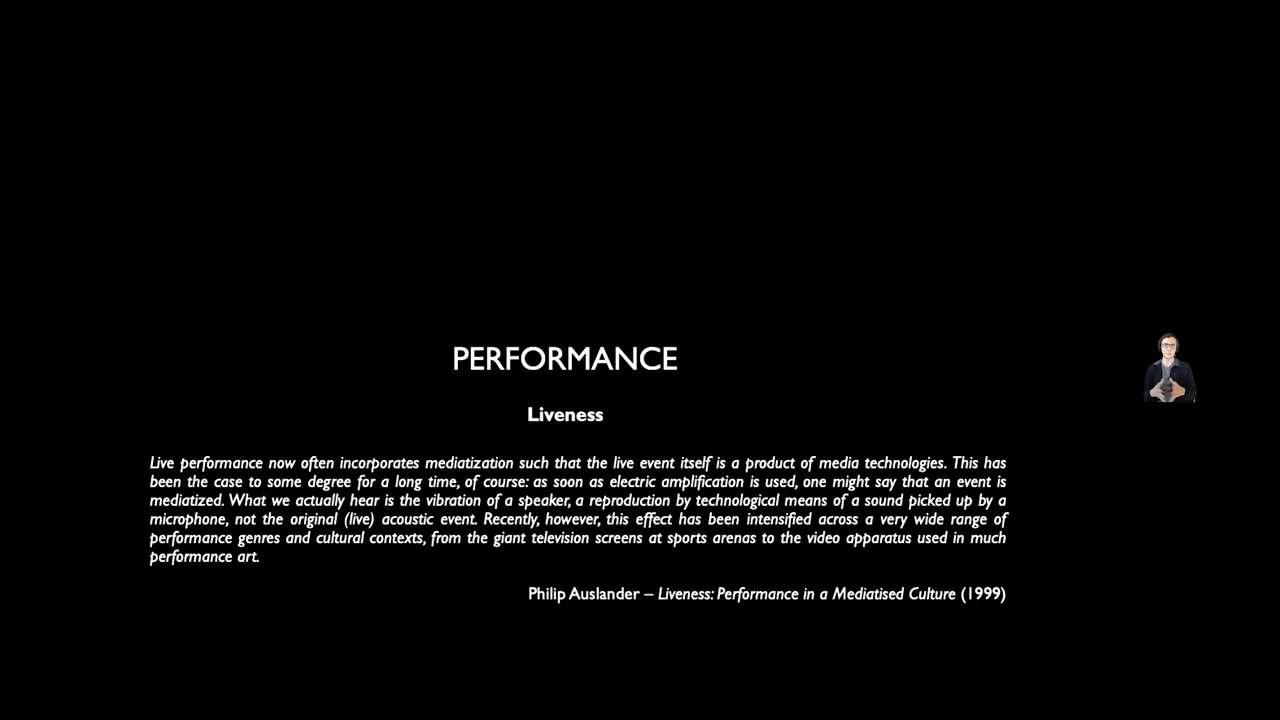 PERFORMANCE
Liveness
Live performance now often incorporates mediatization such that the live event itself is a product of media technologies. This has
been the case to some degree for a long time, of course: as soon as electric amplification is used, one might say that an event is
mediatized. What we actually hear is the vibration of a speaker, a reproduction by technological means of a sound picked up by a
microphone, not the original (live) acoustic event. Recently, however, this effect has been intensified across a very wide range of
performance genres and cultural contexts, from the giant television screens at sports arenas to the video apparatus used in much
performance art.
Philip Auslander – Liveness: Performance in a Mediatised Culture (1999)